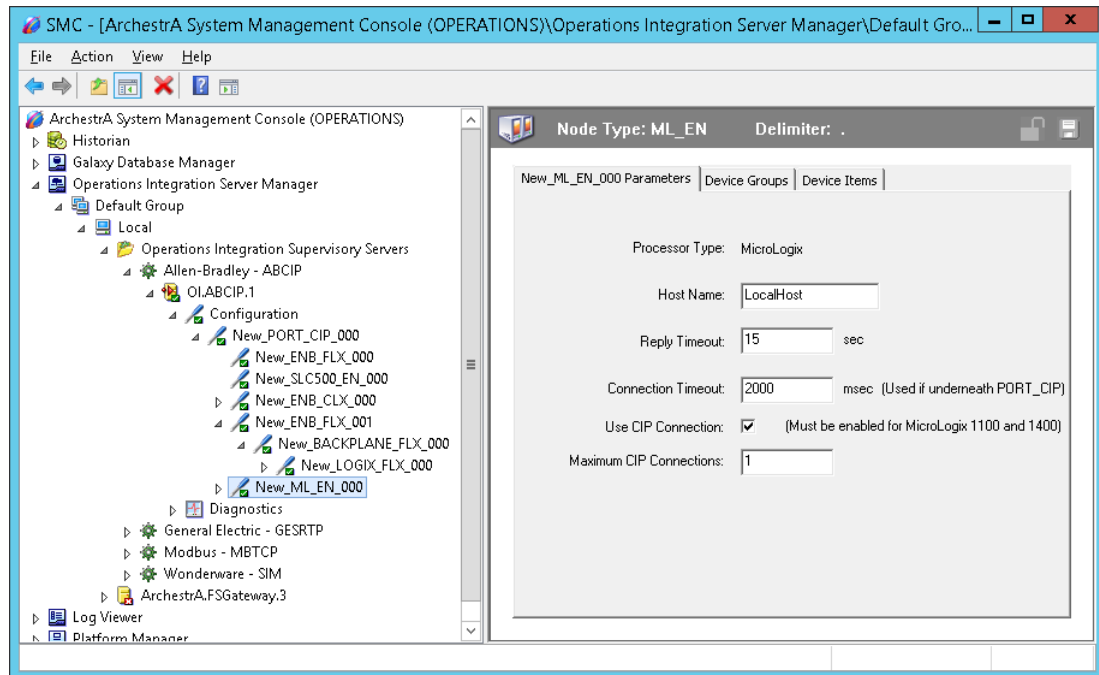 SMC - [ArchestrA System Management Console (OPERATIONS)\Operations Integration Server Manager\Default Gro...
File Action View Help
ArchestrA System Management Console (OPERATIONS)
Historian
Galaxy Database Manager
Operations Integration Server Manager
Default Group
Local
Operations Integration Supervisory Servers
Allen-Bradley - ABCIP
OI.ABCIP.1
Configuration
New_PORT_CIP_000
New_ENB_FLX_000
New_SLC500_EN_000
New_ENB_CLX_000
New_ENB_FLX_001
New_BACKPLANE_FLX_000
New_LOGIX_FLX_000
New_ML_EN_000
Diagnostics
General Electric - GESRTP
Modbus - MBTCP
Wonderware - SIM
ArchestrA.FSGateway.3
Log Viewer
Platform Manager
Node Type: ML_EN Delimiter: .
New_ML_EN_000 Parameters Device Groups Device Items
Processor Type: MicroLogix
Host Name: LocalHost
Reply Timeout: 15 sec
Connection Timeout: 2000 msec (Used if underneath PORT_CIP)
Use CIP Connection: (Must be enabled for MicroLogix 1100 and 1400)
Maximum CIP Connections: 1